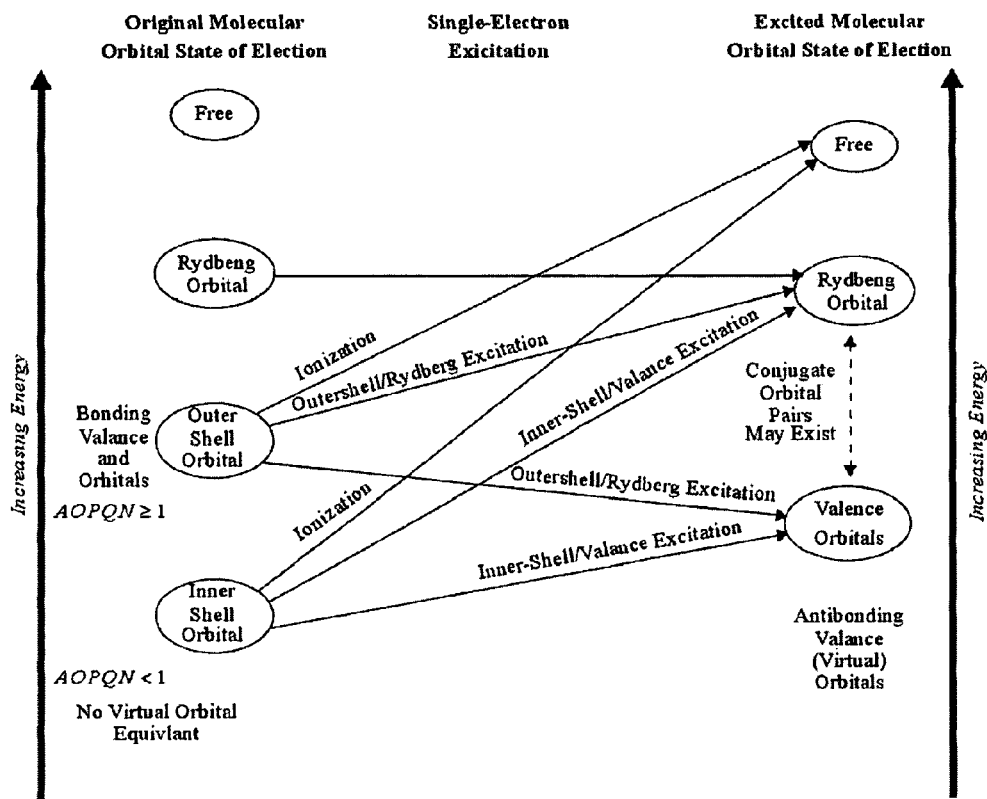 Original Molecular
Orbital State of Election
Single-Electron
Exicitation
Excited Molecular
Orbital State of Election
Free
Free
Rydbeng
Orbital
Rydbeng
Orbital
Ionization
Outershell/Rydberg Excitation
Inner-Shell/Valance Excitation
Conjugate
Orbital
Pairs
May Exist
Increasing Energy
Increasing Energy
Bonding
Valance
and
Orbitals
Outer
Shell
Orbital
AOPQN ≥ 1
Outershell/Rydberg Excitation
Ionization
Valence
Orbitals
Inner-Shell/Valance Excitation
Inner
Shell
Orbital
Antibonding
Valance
(Virtual)
Orbitals
AOPQN < 1
No Virtual Orbital
Equivlant